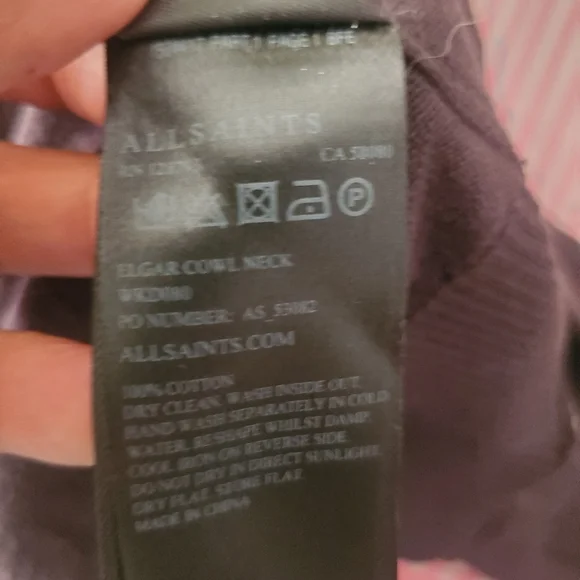 PAGE 1
ALLSAINTS
P
ELGAR COWL NECK
PO NUMBER: AS_53082
ALLSAINTS.COM
100% COTTON
DRY CLEAN. WASH INSIDE OUT.
HAND WASH SEPARATELY IN COLD
WATER. RESHAPE WHILST DAMP.
COOL IRON ON REVERSE SIDE.
DO NOT DRY IN DIRECT SUNLIGHT.
DRY FLAT. STORE FLAT.
MADE IN CHINA